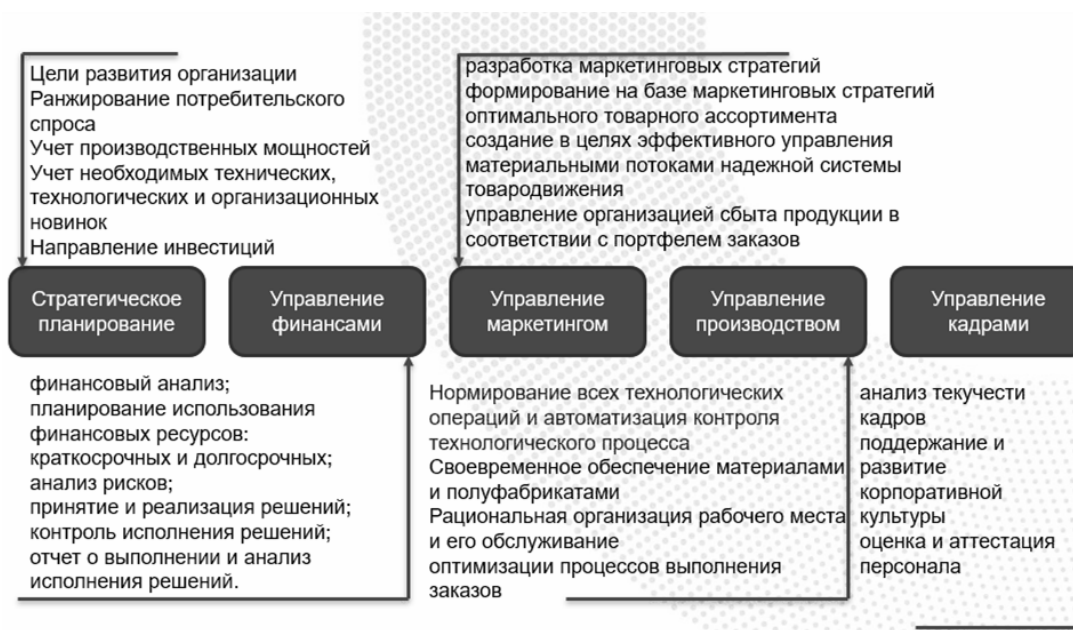 Цели развития организации
Ранжирование потребительского
спроса
Учет производственных мощностей
Учет необходимых технических,
технологических и организационных
новинок
Направление инвестиций
разработка маркетинговых стратегий
формирование на базе маркетинговых стратегий
оптимального товарного ассортимента
создание в целях эффективного управления
материальными потоками надежной системы
товародвижения
управление организацией сбыта продукции в
соответствии с портфелем заказов
Стратегическое
планирование
Управление
финансами
Управление
маркетингом
Управление
производством
Управление
кадрами
финансовый анализ;
планирование использования
финансовых ресурсов:
краткосрочных и долгосрочных;
анализ рисков;
принятие и реализация решений;
контроль исполнения решений;
отчет о выполнении и анализ
исполнения решений.
Нормирование всех технологических
операций и автоматизация контроля
технологического процесса
Своевременное обеспечение материалами
и полуфабрикатами
Рациональная организация рабочего места
и его обслуживание
оптимизации процессов выполнения
заказов
анализ текучести
кадров
поддержание и
развитие
корпоративной
культуры
оценка и аттестация
персонала